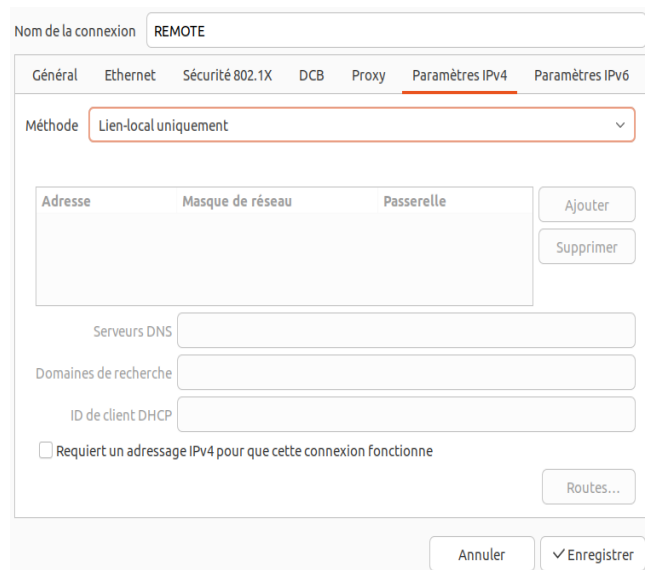 Nom de la connexion REMOTE
Général Ethernet Sécurité 802.1X DCB Proxy Paramètres IPv4 Paramètres IPv6
Méthode Lien-local uniquement
Adresse Masque de réseau Passerelle Ajouter
Supprimer
Serveurs DNS
Domaines de recherche
ID de client DHCP
Requiert un adressage IPv4 pour que cette connexion fonctionne
Routes...
Annuler Enregistrer